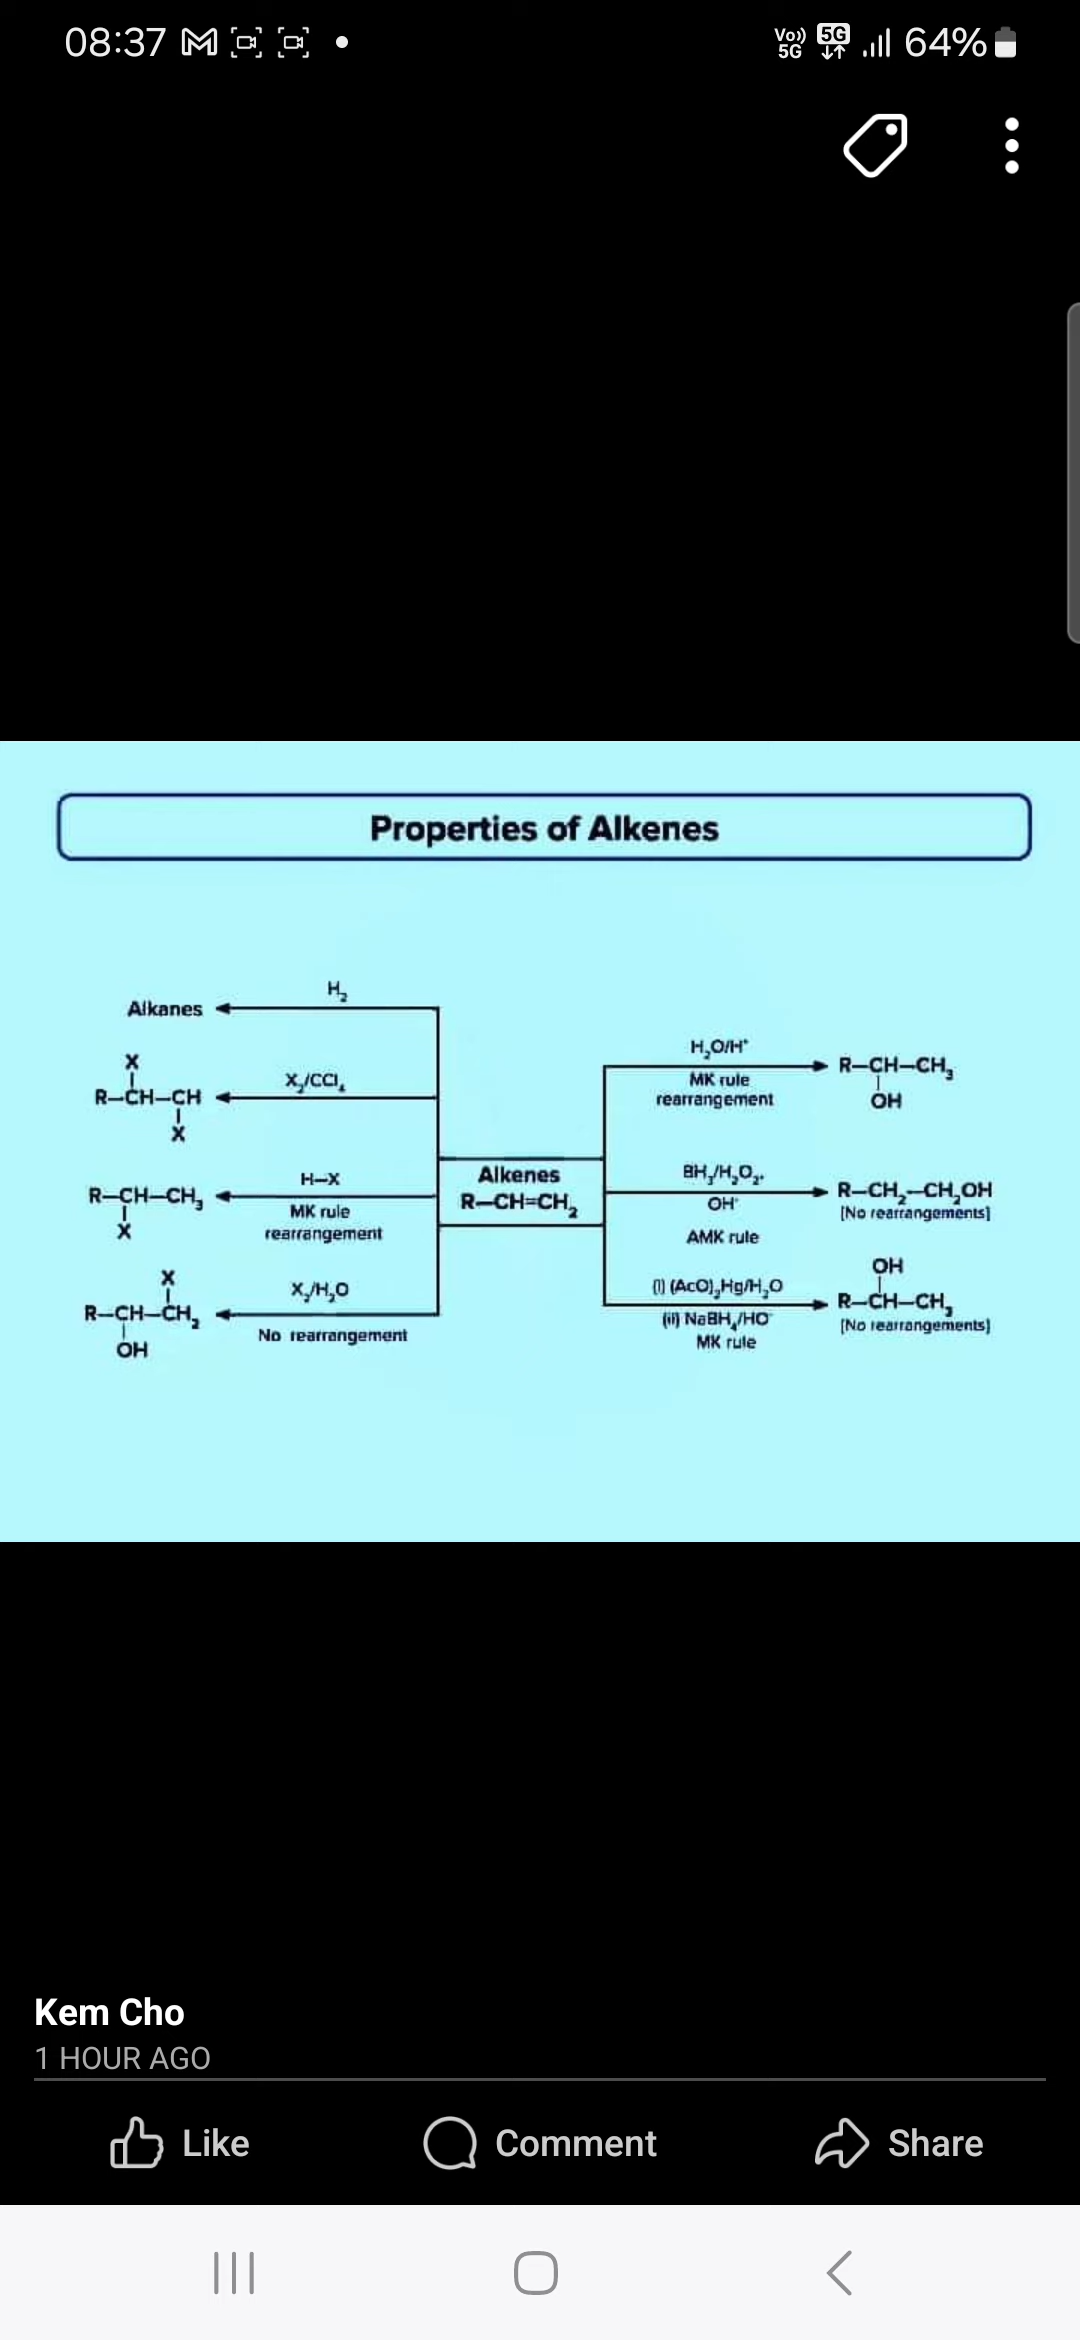 08:37
Vo)) 5G 5G 64%
Properties of Alkenes
H₂
Alkanes
X₂/CCl₄
X
R–CH–CH
X
H–X
MK rule
rearrangement
R–CH–CH₃
X
X₂/H₂O
No rearrangement
X
R–CH–CH₂
OH
Alkenes
R–CH=CH₂
H₂O/H⁺
MK rule
rearrangement
R–CH–CH₃
OH
BH₃/H₂O₂,
OH⁻
AMK rule
R–CH₂–CH₂OH
[No rearrangements]
(i) (AcO)₂Hg/H₂O
(ii) NaBH₄/HO⁻
MK rule
OH
R–CH–CH₃
[No rearrangements]
Kem Cho
1 HOUR AGO
Like Comment Share